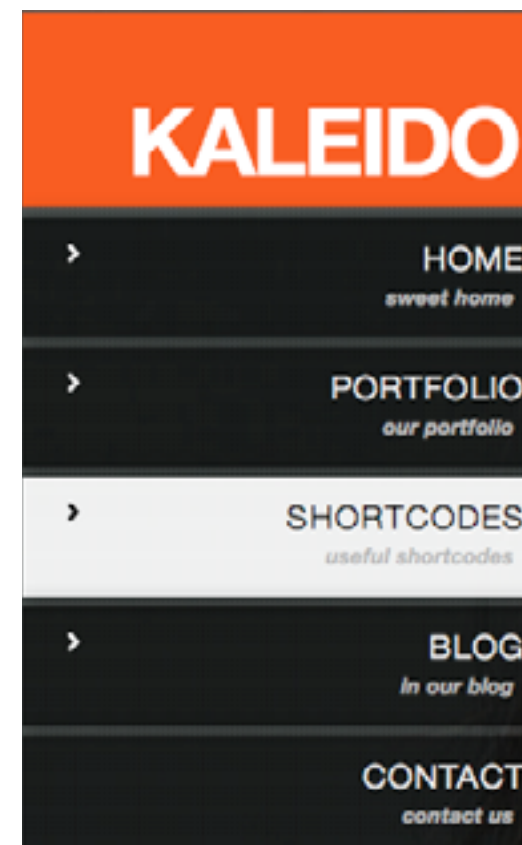 KALEIDO
HOME
sweet home
PORTFOLIO
our portfolio
SHORTCODES
useful shortcodes
BLOG
in our blog
CONTACT
contact us